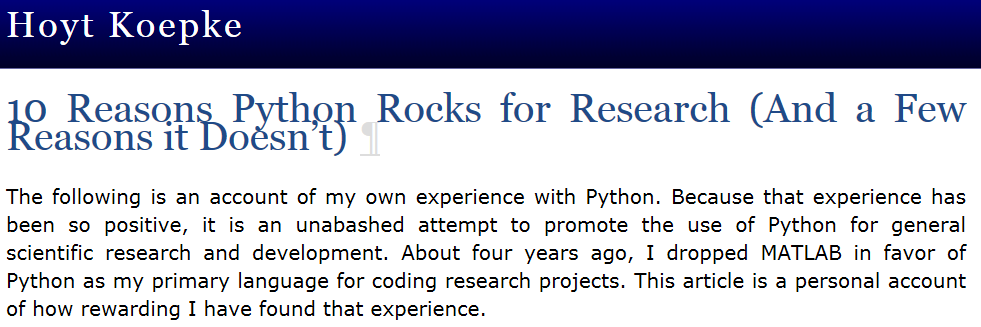 Hoyt Koepke
10 Reasons Python Rocks for Research (And a Few
Reasons it Doesn’t) ¶
The following is an account of my own experience with Python. Because that experience has
been so positive, it is an unabashed attempt to promote the use of Python for general
scientific research and development. About four years ago, I dropped MATLAB in favor of
Python as my primary language for coding research projects. This article is a personal account
of how rewarding I have found that experience.